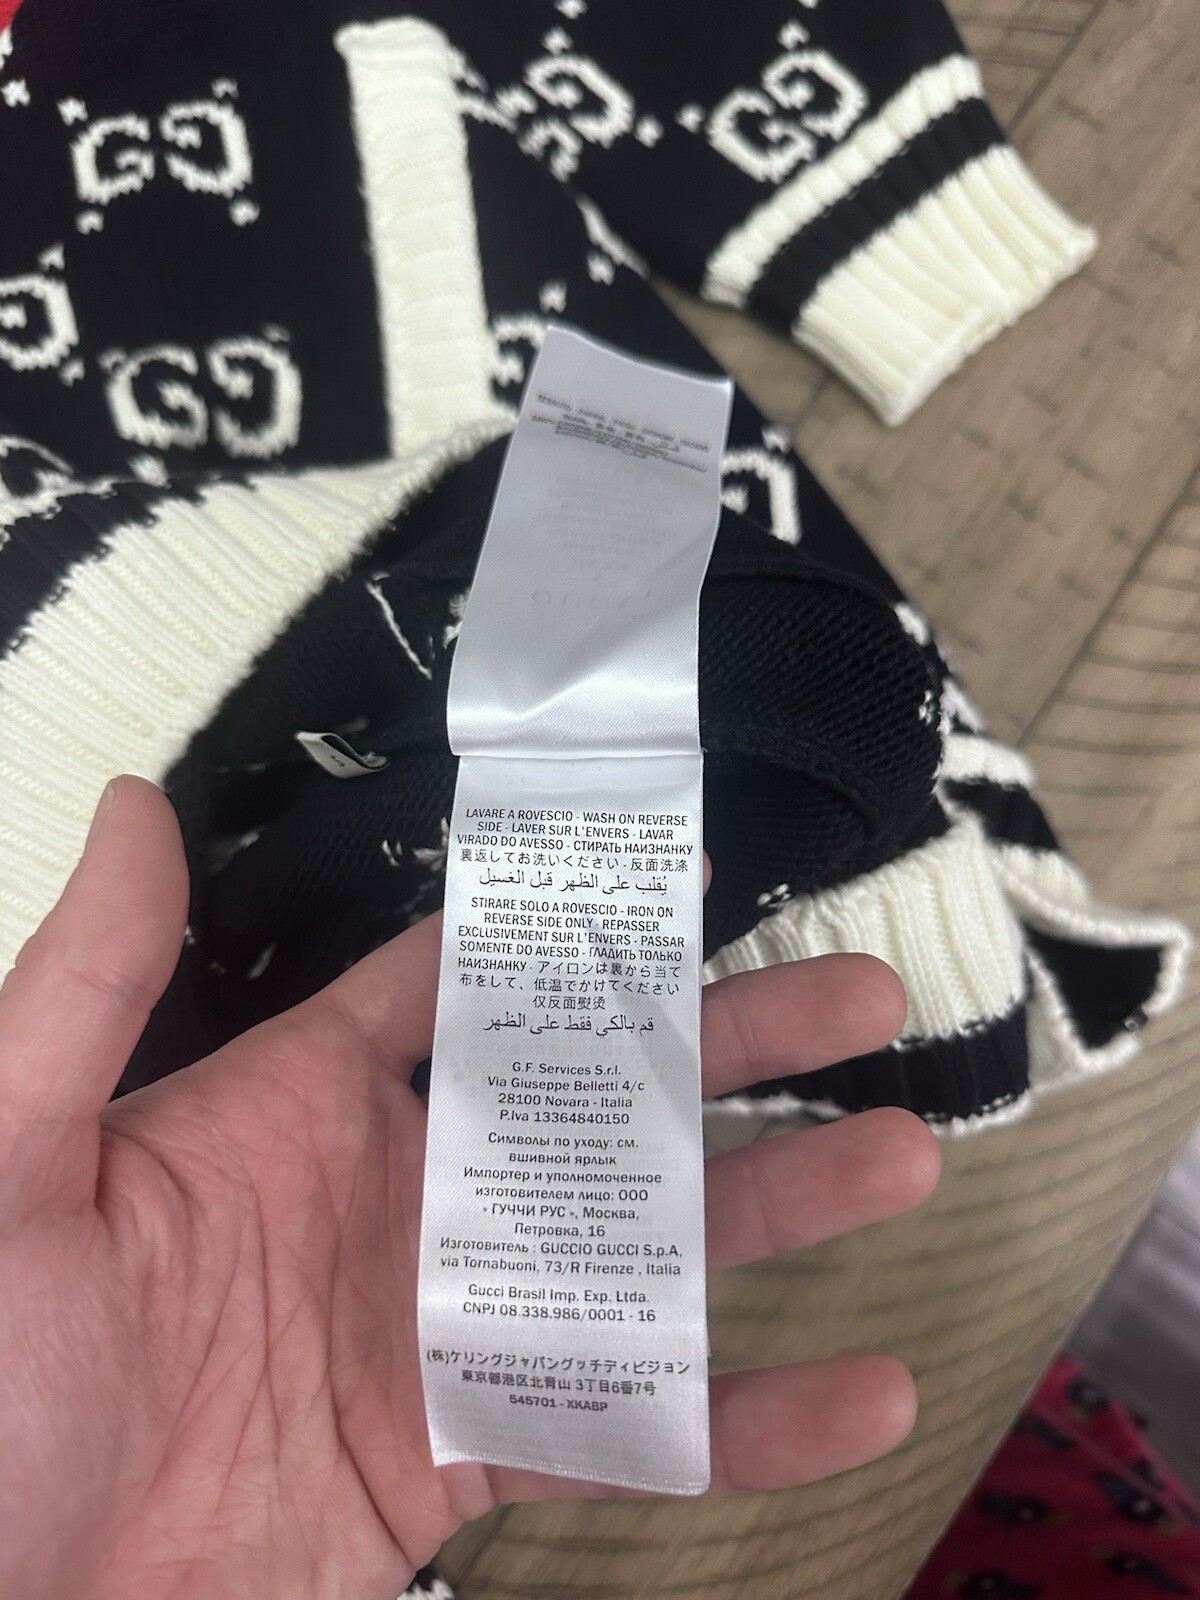 LAVARE A ROVESCIO - WASH ON REVERSE
SIDE - LAVER SUR L'ENVERS - LAVAR
VIRADO DO AVESSO - СТИРАТЬ НАИЗНАНКУ
裏返してお洗いください - 反面洗涤
يُقلب على الظهر قبل الغسيل
STIRARE SOLO A ROVESCIO - IRON ON
REVERSE SIDE ONLY - REPASSER
EXCLUSIVEMENT SUR L'ENVERS - PASSAR
SOMENTE DO AVESSO - ГЛАДИТЬ ТОЛЬКО
НАИЗНАНКУ - アイロンは裏から当て
布をして、低温でかけてください
仅反面熨烫
قم بالكي فقط على الظهر
G.F. Services S.r.l.
Via Giuseppe Belletti 4/c
28100 Novara - Italia
P.Iva 13364840150
Символы по уходу: см.
вшивной ярлык
Импортер и уполномоченное
изготовителем лицо: ООО
« ГУЧЧИ РУС », Москва,
Петровка, 16
Изготовитель : GUCCIO GUCCI S.p.A,
via Tornabuoni, 73/R Firenze , Italia
Gucci Brasil Imp. Exp. Ltda.
CNPJ 08.338.986/0001 - 16
(株)ケリングジャパングッチディビジョン
東京都港区北青山 3丁目6番7号
545701 - XKABP